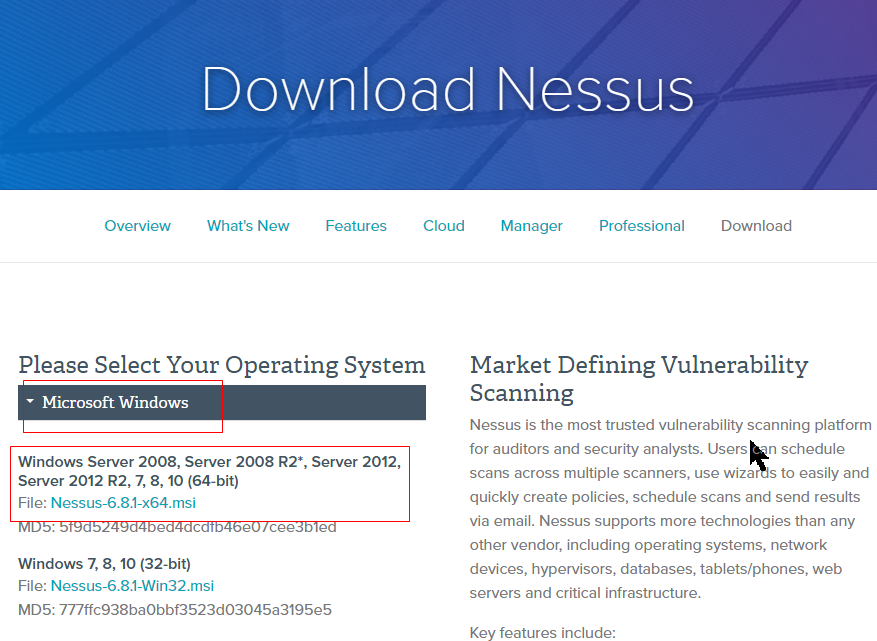 Download Nessus
Overview What's New Features Cloud Manager Professional Download
Please Select Your Operating System
Microsoft Windows
Windows Server 2008, Server 2008 R2*, Server 2012,
Server 2012 R2, 7, 8, 10 (64-bit)
File: Nessus-6.8.1-x64.msi
MD5: 5f9d5249d4bed4dcdfb46e07cee3b1ed
Windows 7, 8, 10 (32-bit)
File: Nessus-6.8.1-Win32.msi
MD5: 777ffc938ba0bbf3523d03045a3195e5
Market Defining Vulnerability
Scanning
Nessus is the most trusted vulnerability scanning platform
for auditors and security analysts. Users can schedule
scans across multiple scanners, use wizards to easily and
quickly create policies, schedule scans and send results
via email. Nessus supports more technologies than any
other vendor, including operating systems, network
devices, hypervisors, databases, tablets/phones, web
servers and critical infrastructure.
Key features include: